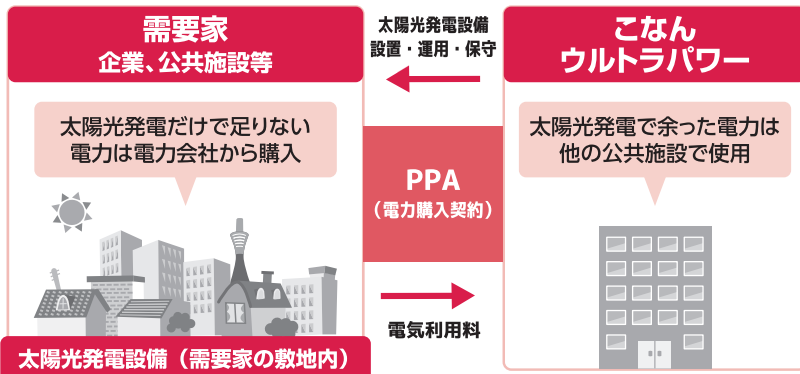 需要家
企業、公共施設等
太陽光発電だけで足りない
電力は電力会社から購入
太陽光発電設備（需要家の敷地内）
太陽光発電設備
設置・運用・保守
PPA
（電力購入契約）
電気利用料
こなん
ウルトラパワー
太陽光発電で余った電力は
他の公共施設で使用